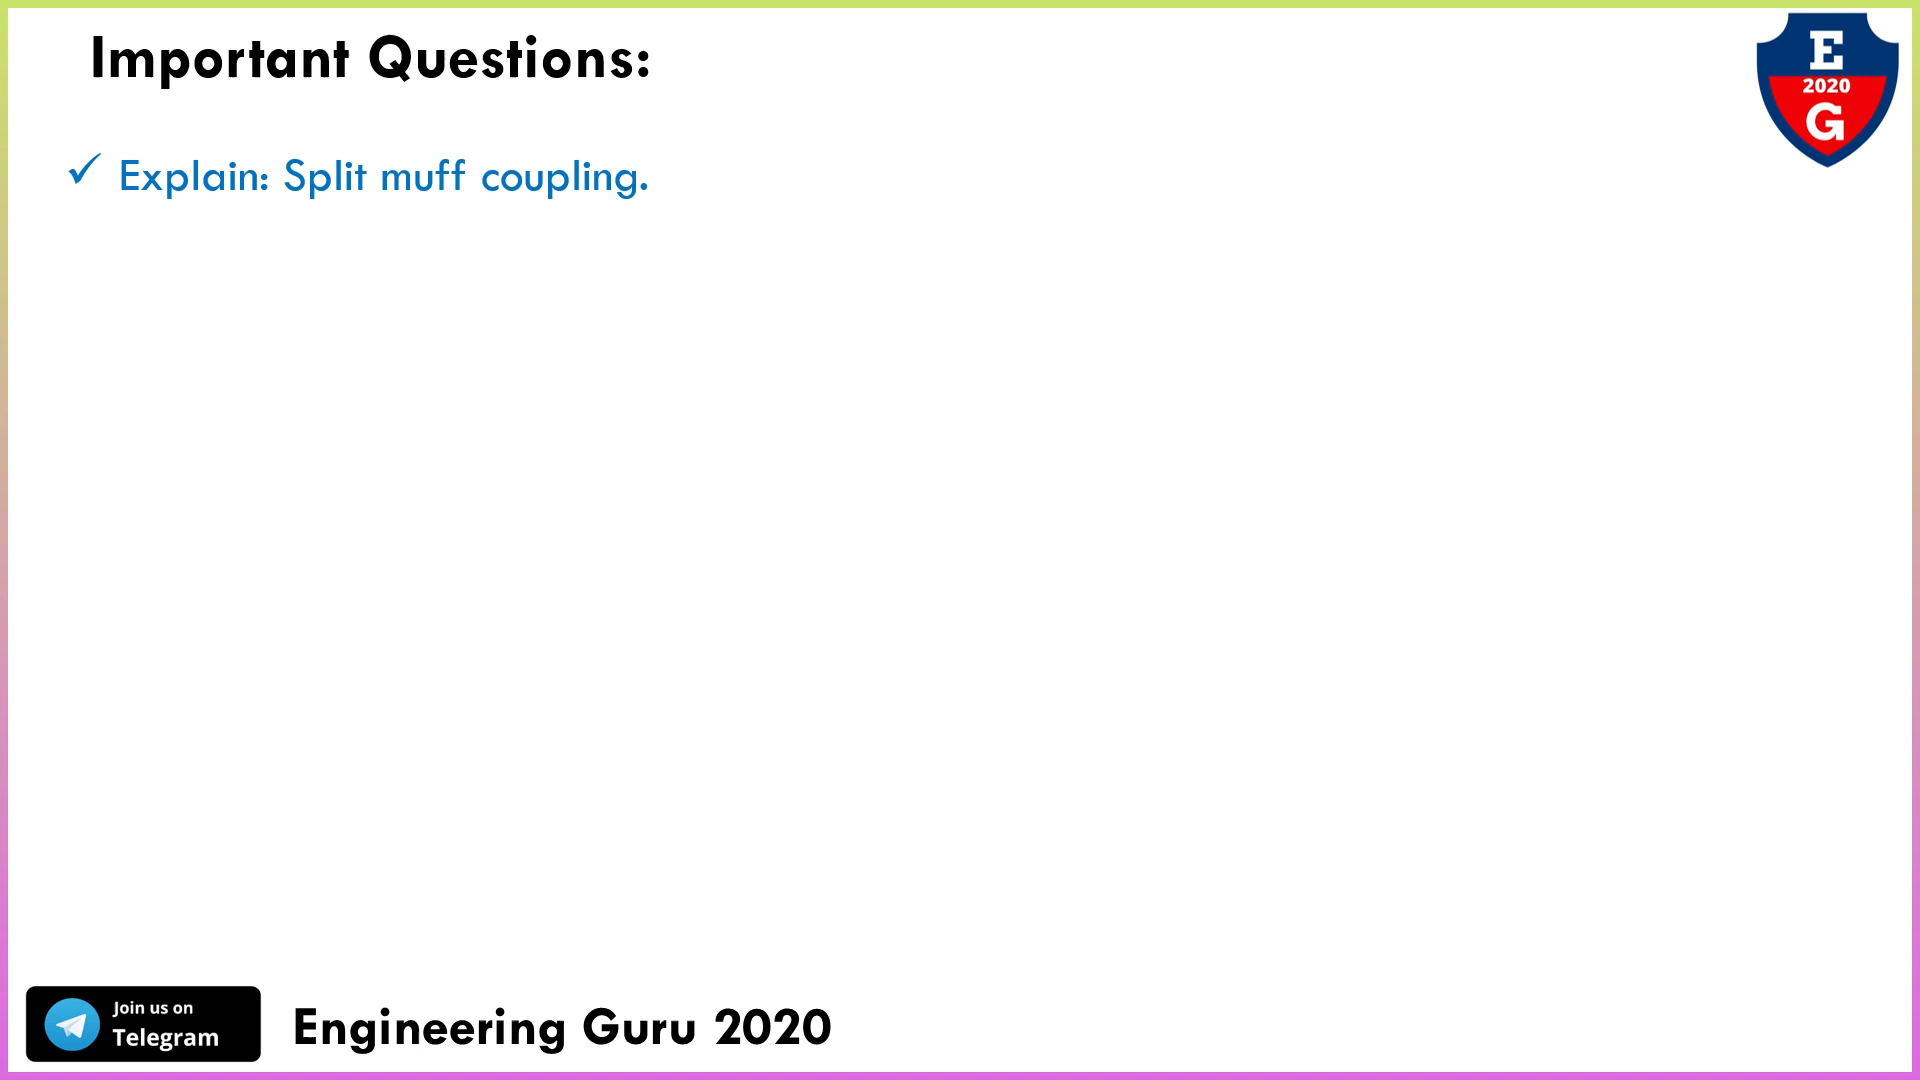 Important Questions:
E
2020
G
✓ Explain: Split muff coupling.
Join us on
Telegram
Engineering Guru 2020